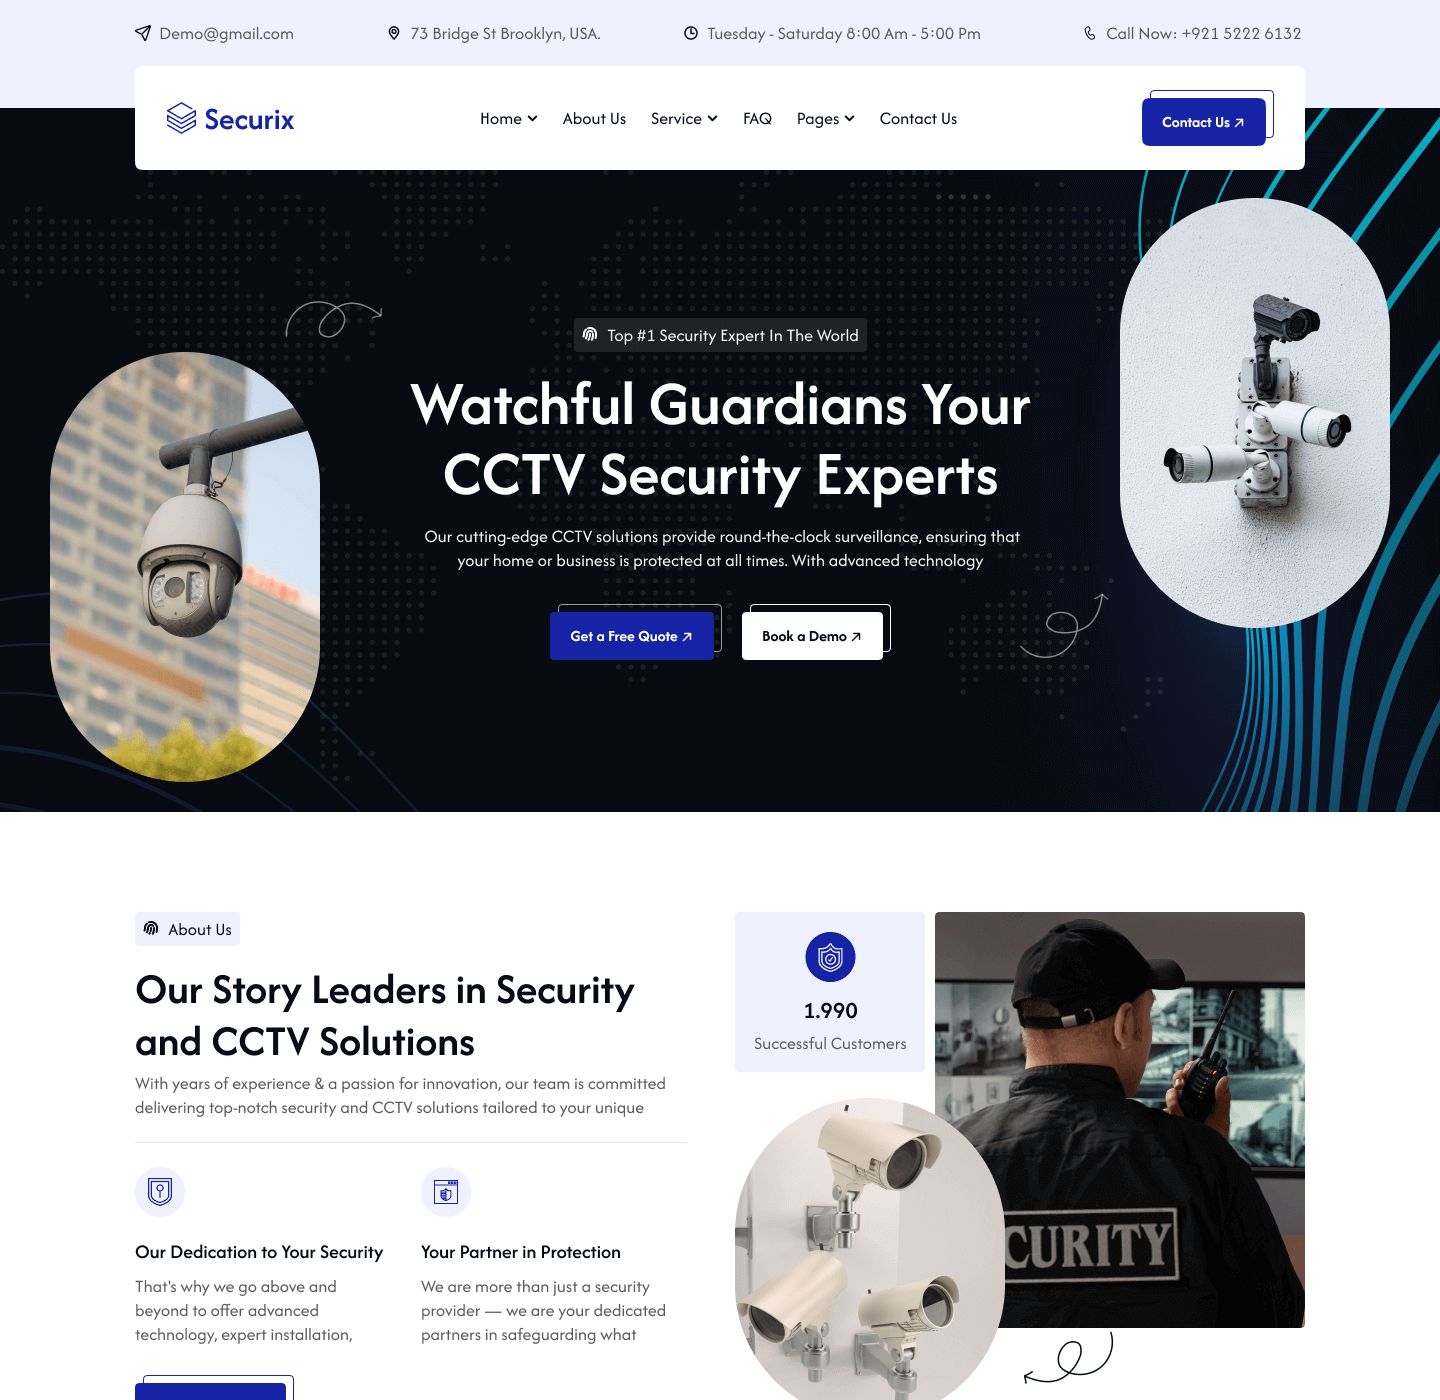 Demo@gmail.com
73 Bridge St Brooklyn, USA.
Tuesday - Saturday 8:00 Am - 5:00 Pm
Call Now: +921 5222 6132
Securix
Home
About Us
Service
FAQ
Pages
Contact Us
Contact Us
Top #1 Security Expert In The World
Watchful Guardians Your
CCTV Security Experts
Our cutting-edge CCTV solutions provide round-the-clock surveillance, ensuring that
your home or business is protected at all times. With advanced technology
Get a Free Quote
Book a Demo
About Us
Our Story Leaders in Security
and CCTV Solutions
With years of experience & a passion for innovation, our team is committed
delivering top-notch security and CCTV solutions tailored to your unique
Our Dedication to Your Security
That's why we go above and
beyond to offer advanced
technology, expert installation,
Your Partner in Protection
We are more than just a security
provider — we are your dedicated
partners in safeguarding what
1.990
Successful Customers
CURITY